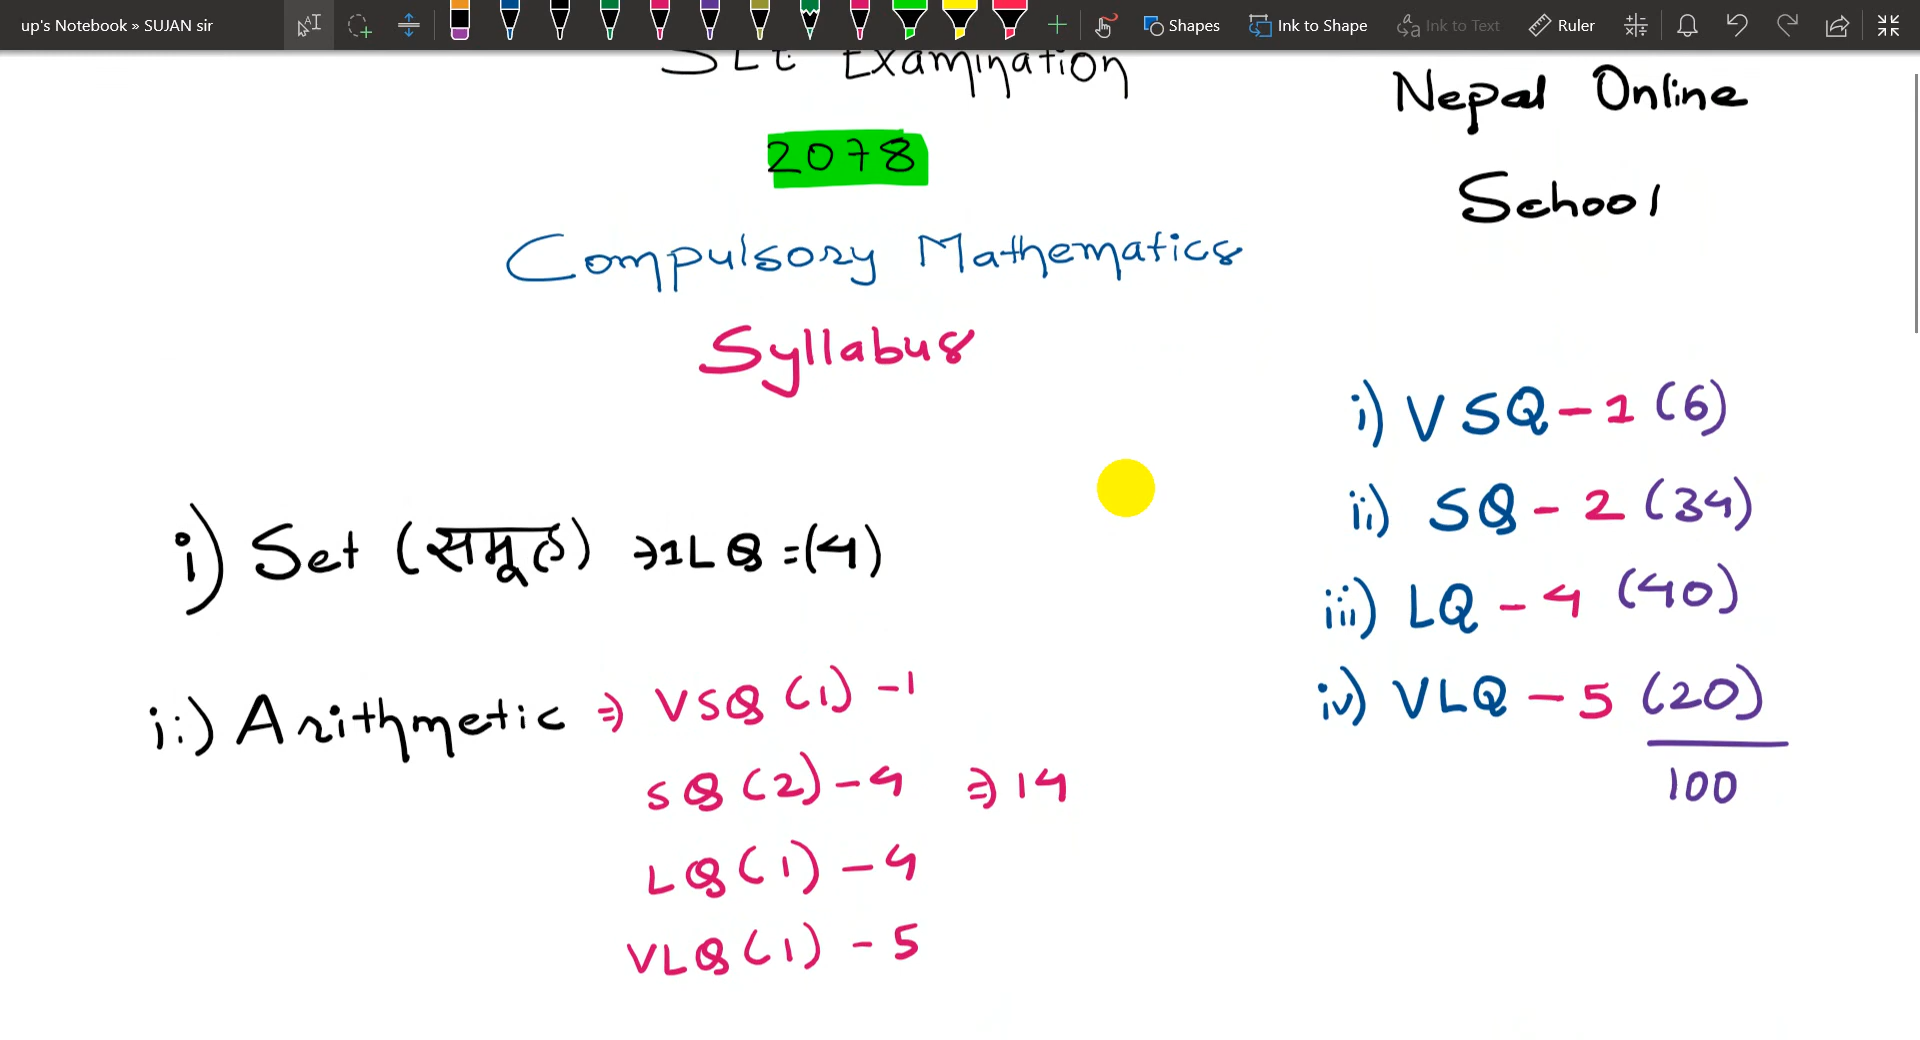 up's Notebook » SUJAN sir
Shapes
Ink to Shape
Ink to Text
Ruler
SEE Examination
2078
Compulsory Mathematics
Syllabus
Nepal Online
School
i) Set (समूह) ⇒ 1LQ = (4)
ii) Arithmetic ⇒ VSQ (1) - 1
SQ (2) - 4 ⇒ 14
LQ (1) - 4
VLQ (1) - 5
i) VSQ - 1 (6)
ii) SQ - 2 (34)
iii) LQ - 4 (40)
iv) VLQ - 5 (20)
100